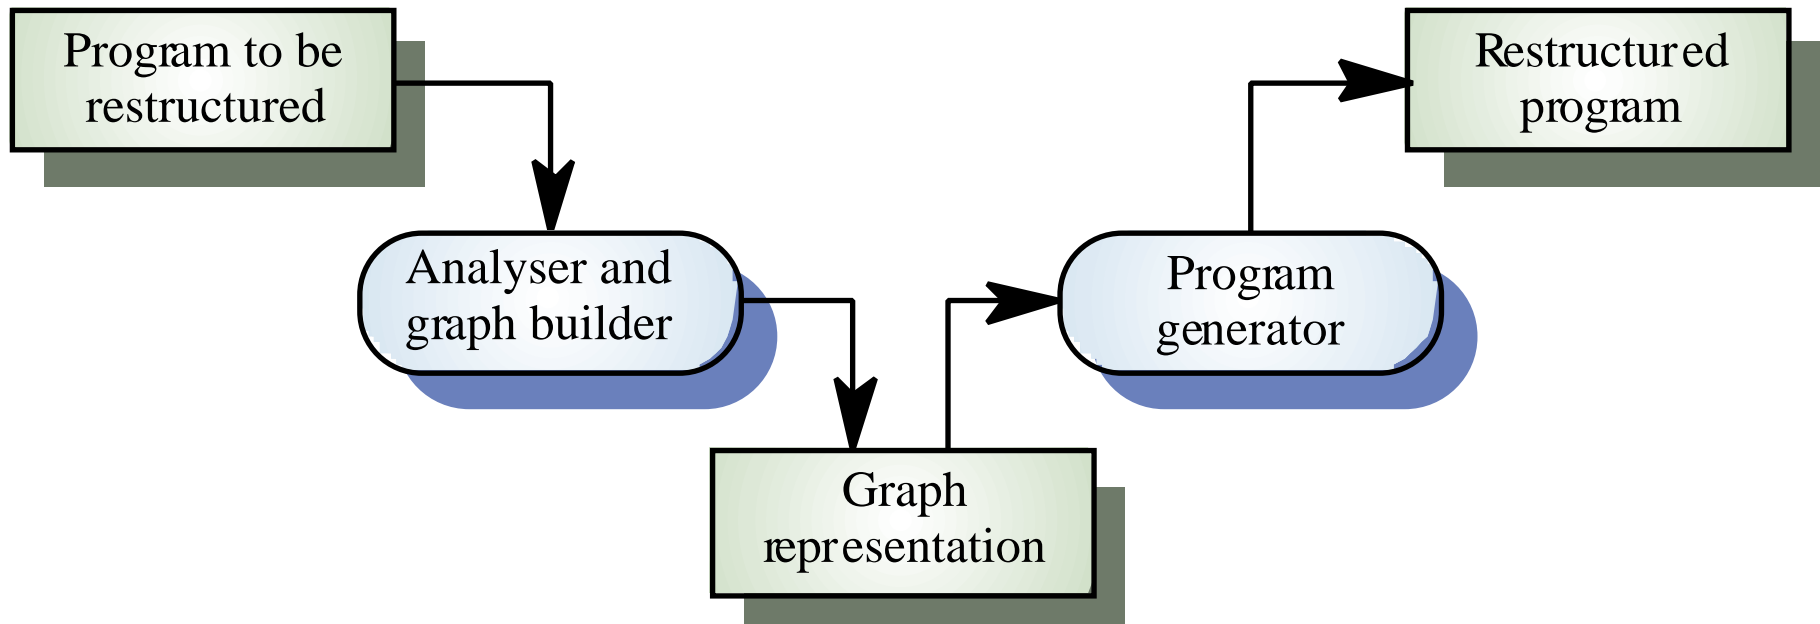 Program to be
restructured
Restructured
program
Analyser and
graph builder
Program
generator
Graph
representation